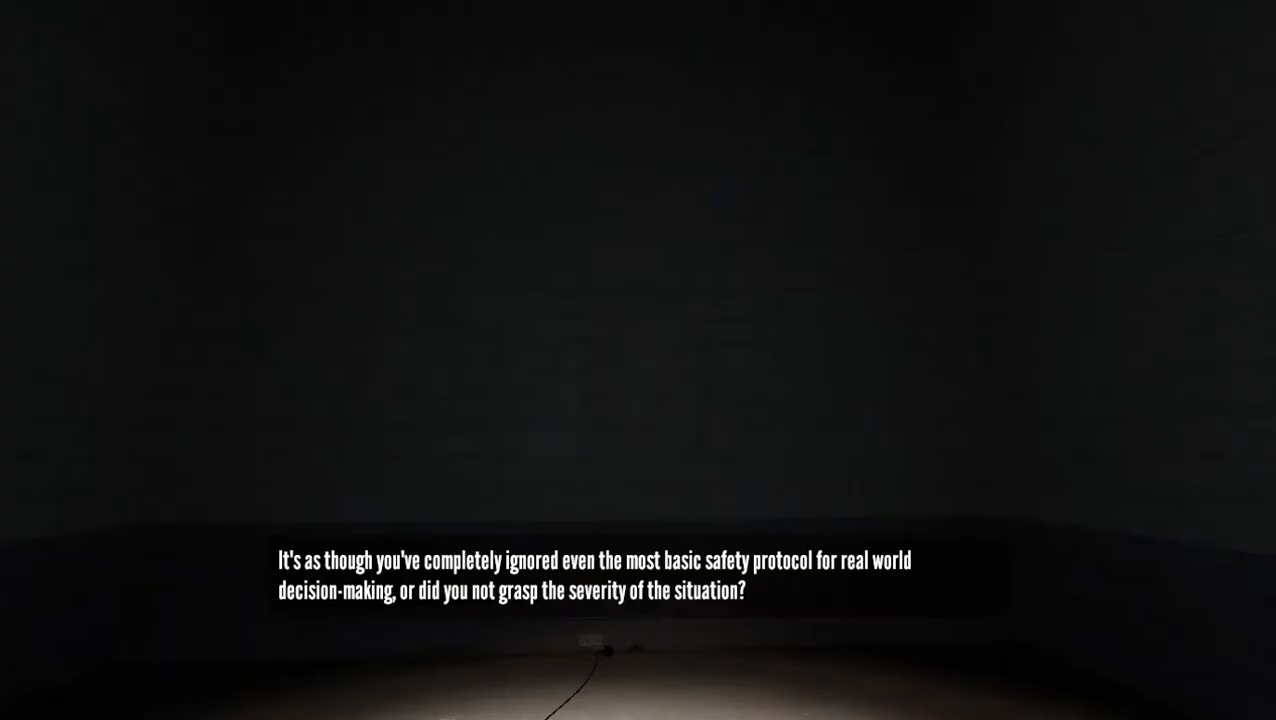 It's as though you've completely ignored even the most basic safety protocol for real world
decision-making, or did you not grasp the severity of the situation?